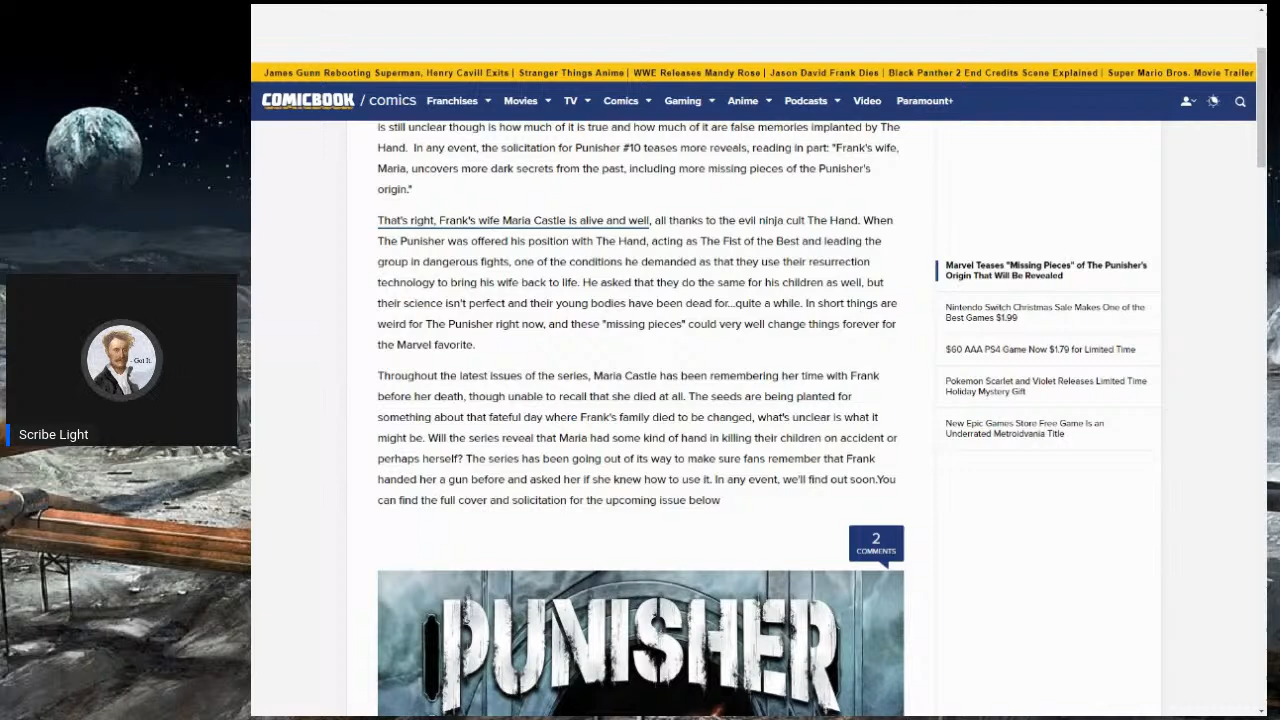 James Gunn Rebooting Superman, Henry Cavill Exits | Stranger Things Anime | WWE Releases Mandy Rose | Jason David Frank Dies | Black Panther 2 End Credits Scene Explained | Super Mario Bros. Movie Trailer
COMICBOOK / comics Franchises Movies TV Comics Gaming Anime Podcasts Video Paramount+
is still unclear though is how much of it is true and how much of it are false memories implanted by The
Hand. In any event, the solicitation for Punisher #10 teases more reveals, reading in part: "Frank's wife,
Maria, uncovers more dark secrets from the past, including more missing pieces of the Punisher's
origin."
That's right, Frank's wife Maria Castle is alive and well, all thanks to the evil ninja cult The Hand. When
The Punisher was offered his position with The Hand, acting as The Fist of the Best and leading the
group in dangerous fights, one of the conditions he demanded as that they use their resurrection
technology to bring his wife back to life. He asked that they do the same for his children as well, but
their science isn't perfect and their young bodies have been dead for...quite a while. In short things are
weird for The Punisher right now, and these "missing pieces" could very well change things forever for
the Marvel favorite.
Throughout the latest issues of the series, Maria Castle has been remembering her time with Frank
before her death, though unable to recall that she died at all. The seeds are being planted for
something about that fateful day where Frank's family died to be changed, what's unclear is what it
might be. Will the series reveal that Maria had some kind of hand in killing their children on accident or
perhaps herself? The series has been going out of its way to make sure fans remember that Frank
handed her a gun before and asked her if she knew how to use it. In any event, we'll find out soon.You
can find the full cover and solicitation for the upcoming issue below
2
COMMENTS
PUNISHER
Marvel Teases "Missing Pieces" of The Punisher's
Origin That Will Be Revealed
Nintendo Switch Christmas Sale Makes One of the
Best Games $1.99
$60 AAA PS4 Game Now $1.79 for Limited Time
Pokemon Scarlet and Violet Releases Limited Time
Holiday Mystery Gift
New Epic Games Store Free Game Is an
Underrated Metroidvania Title
- Got It.
Scribe Light